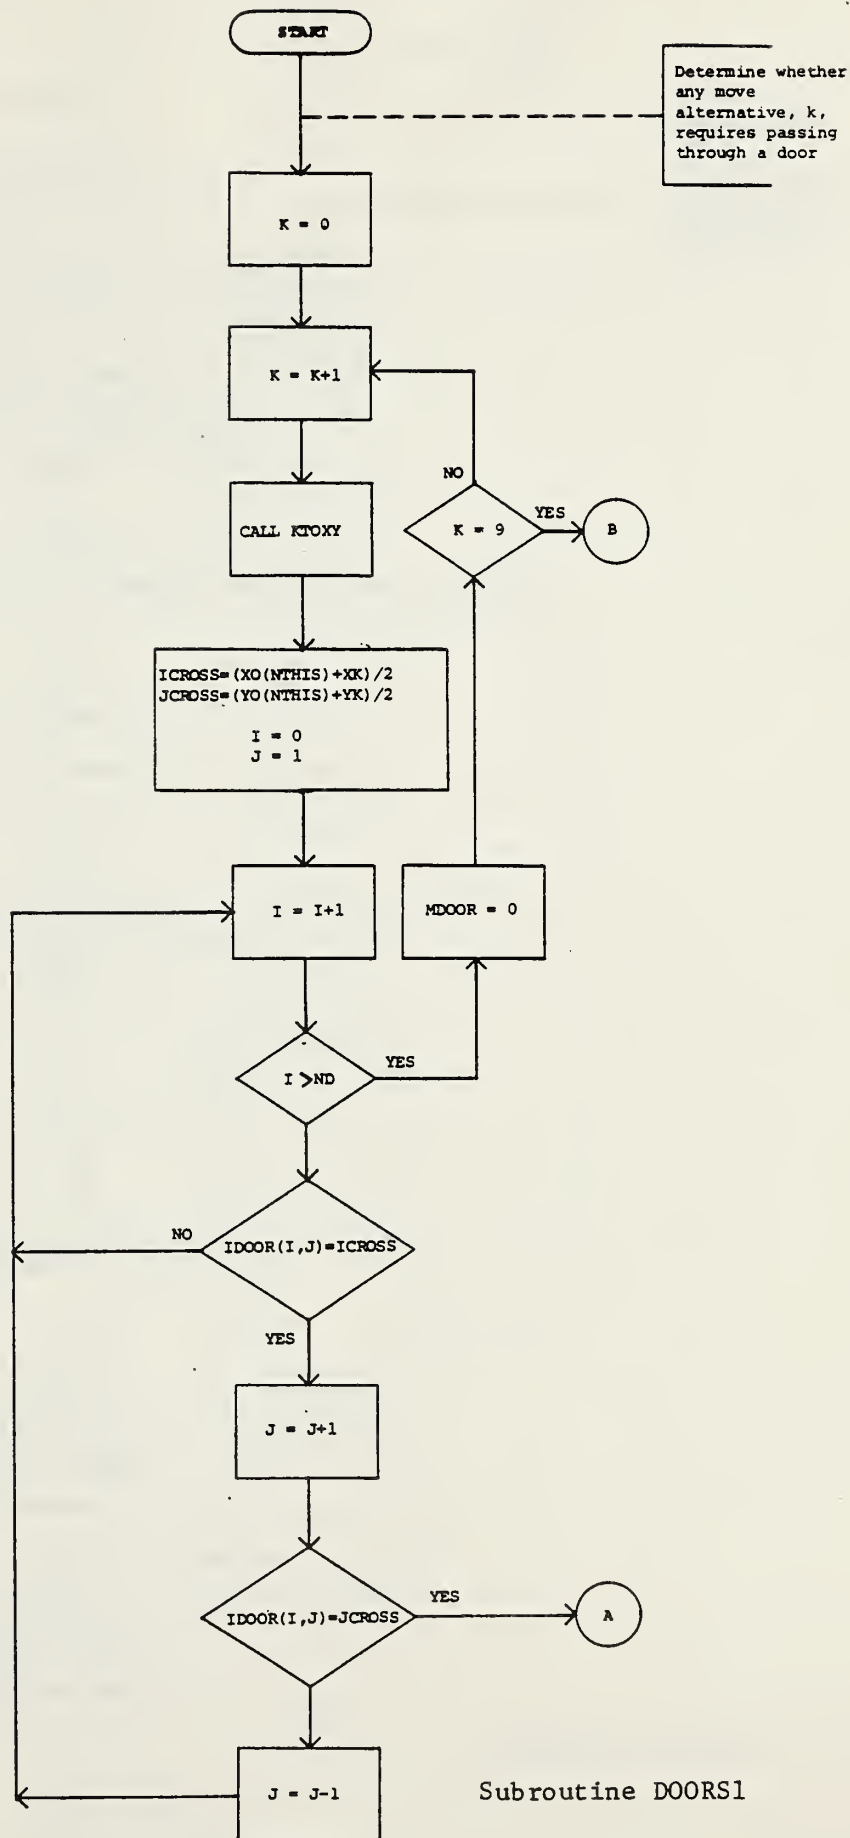 START
Determine whether
any move
alternative, k,
requires passing
through a door
K = 0
K = K+1
NO
CALL KTOXY
K = 9
YES
B
ICROSS=(XO(NTHIS)+XK)/2
JCROSS=(YO(NTHIS)+YK)/2
I = 0
J = 1
I = I+1
MDOOR = 0
I >ND
YES
NO
IDOOR(I,J)=ICROSS
YES
J = J+1
IDOOR(I,J)=JCROSS
YES
A
J = J-1
Subroutine DOORS1